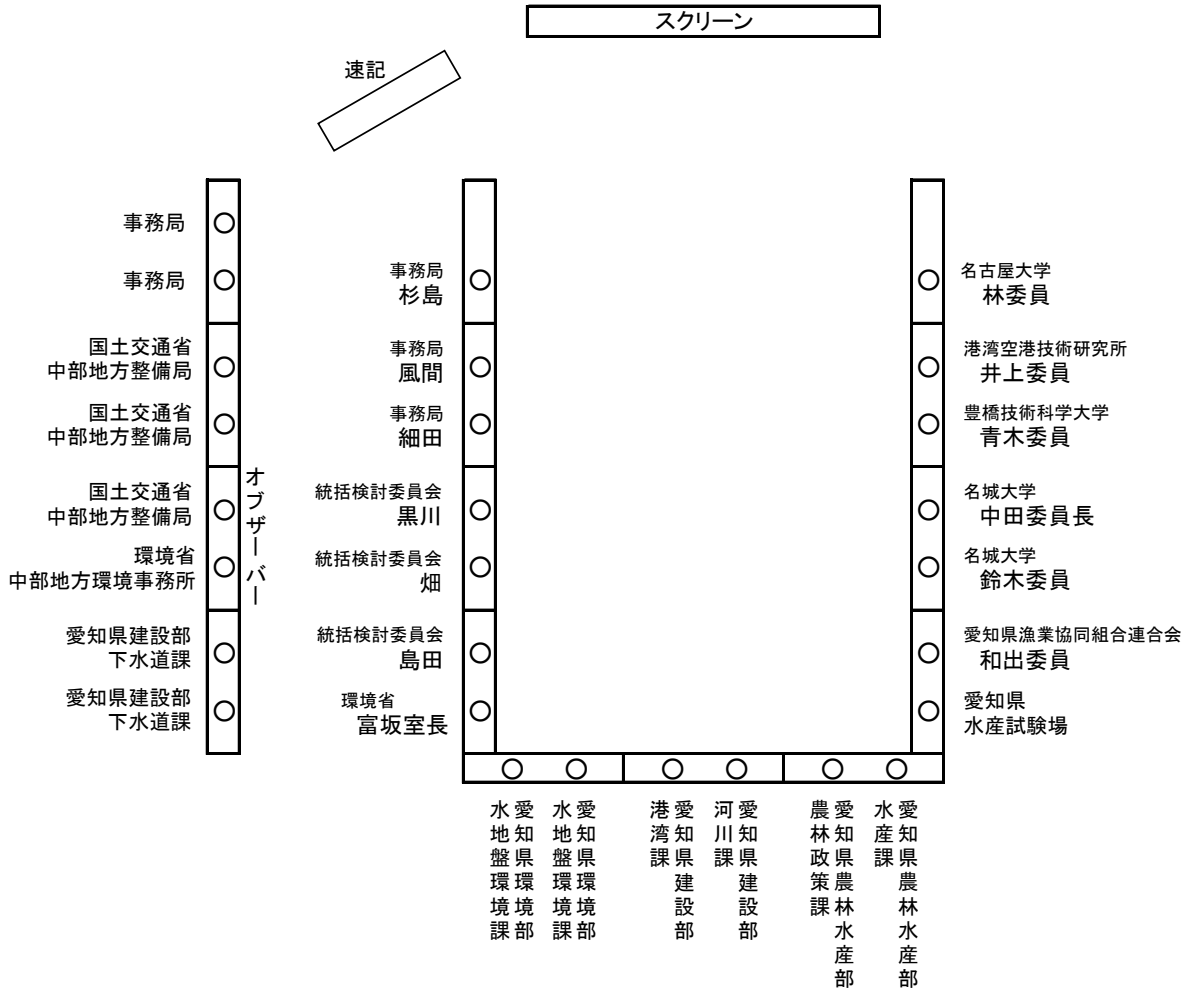 スクリーン
速記
事務局
事務局
国土交通省
中部地方整備局
国土交通省
中部地方整備局
国土交通省
中部地方整備局
環境省
中部地方環境事務所
愛知県建設部
下水道課
愛知県建設部
下水道課
オブザーバー
事務局
杉島
事務局
風間
事務局
細田
統括検討委員会
黒川
統括検討委員会
畑
統括検討委員会
島田
環境省
富坂室長
名古屋大学
林委員
港湾空港技術研究所
井上委員
豊橋技術科学大学
青木委員
名城大学
中田委員長
名城大学
鈴木委員
愛知県漁業協同組合連合会
和出委員
愛知県
水産試験場
愛知県環境部
水地盤環境課
愛知県環境部
水地盤環境課
愛知県建設部
港湾課
愛知県建設部
河川課
愛知県農林水産部
農林政策課
愛知県農林水産部
水産課